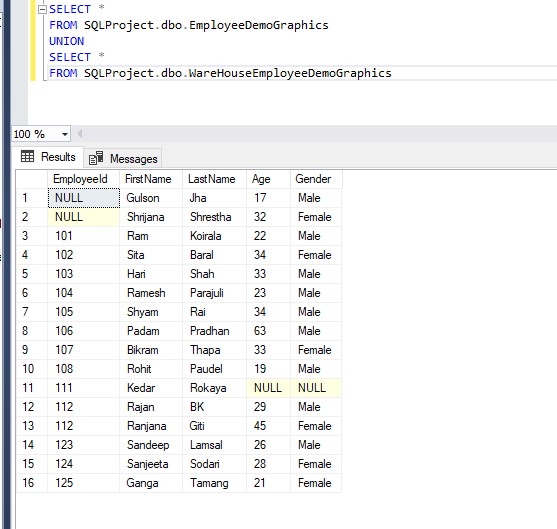 SELECT *
FROM SQLProject.dbo.EmployeeDemoGraphics
UNION
SELECT *
FROM SQLProject.dbo.WareHouseEmployeeDemoGraphics
100 %
Results Messages
EmployeeId FirstName LastName Age Gender
1 NULL Gulson Jha 17 Male
2 NULL Shrijana Shrestha 32 Female
3 101 Ram Koirala 22 Male
4 102 Sita Baral 34 Female
5 103 Hari Shah 33 Male
6 104 Ramesh Parajuli 23 Male
7 105 Shyam Rai 34 Male
8 106 Padam Pradhan 63 Male
9 107 Bikram Thapa 33 Female
10 108 Rohit Paudel 19 Male
11 111 Kedar Rokaya NULL NULL
12 112 Rajan BK 29 Male
13 112 Ranjana Giti 45 Female
14 123 Sandeep Lamsal 26 Male
15 124 Sanjeeta Sodari 28 Female
16 125 Ganga Tamang 21 Female